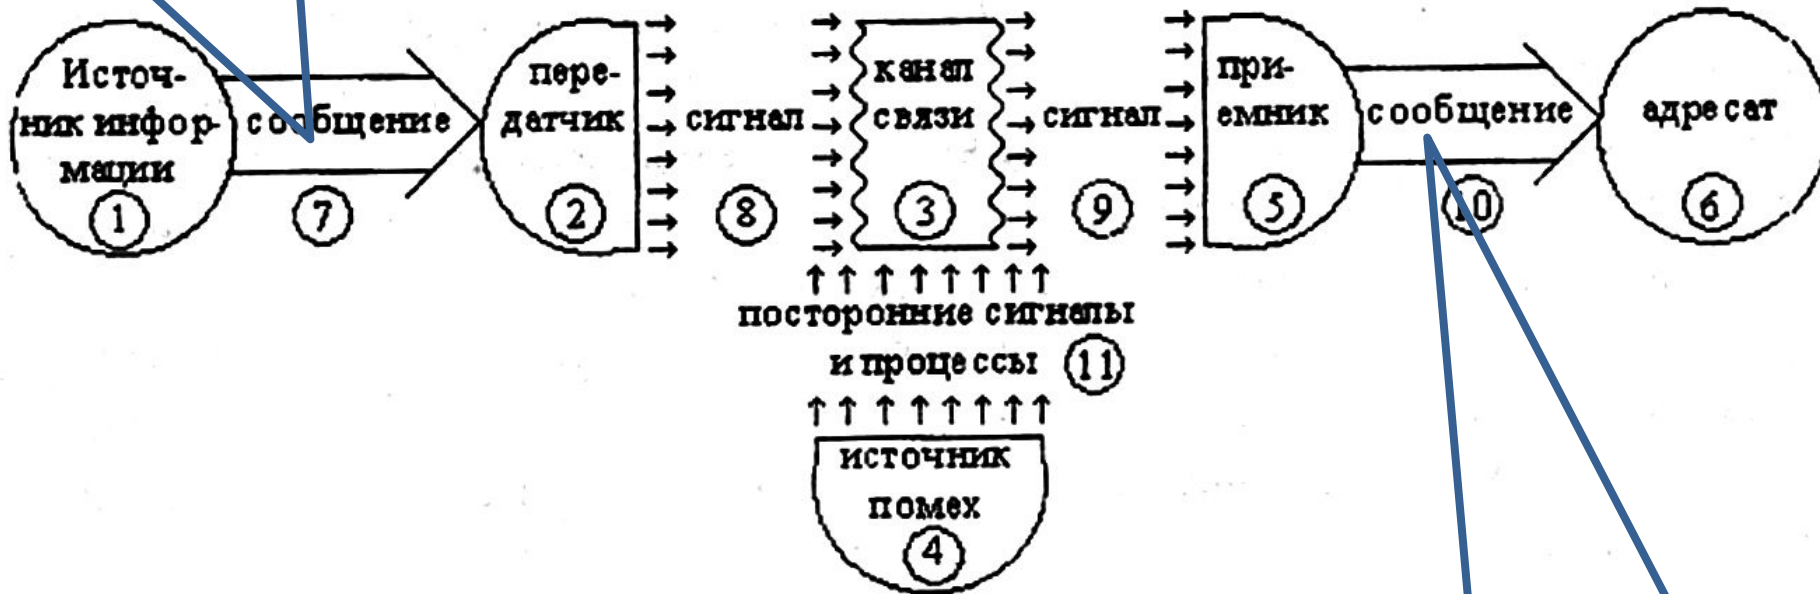 Источ-
ник инфор-
мации
1
сообщение
7
пере-
датчик
2
сигнал
8
канал
связи
3
сигнал
9
при-
емник
5
сообщение
10
адресат
6
посторонние сигналы
и процессы
11
источник
помех
4